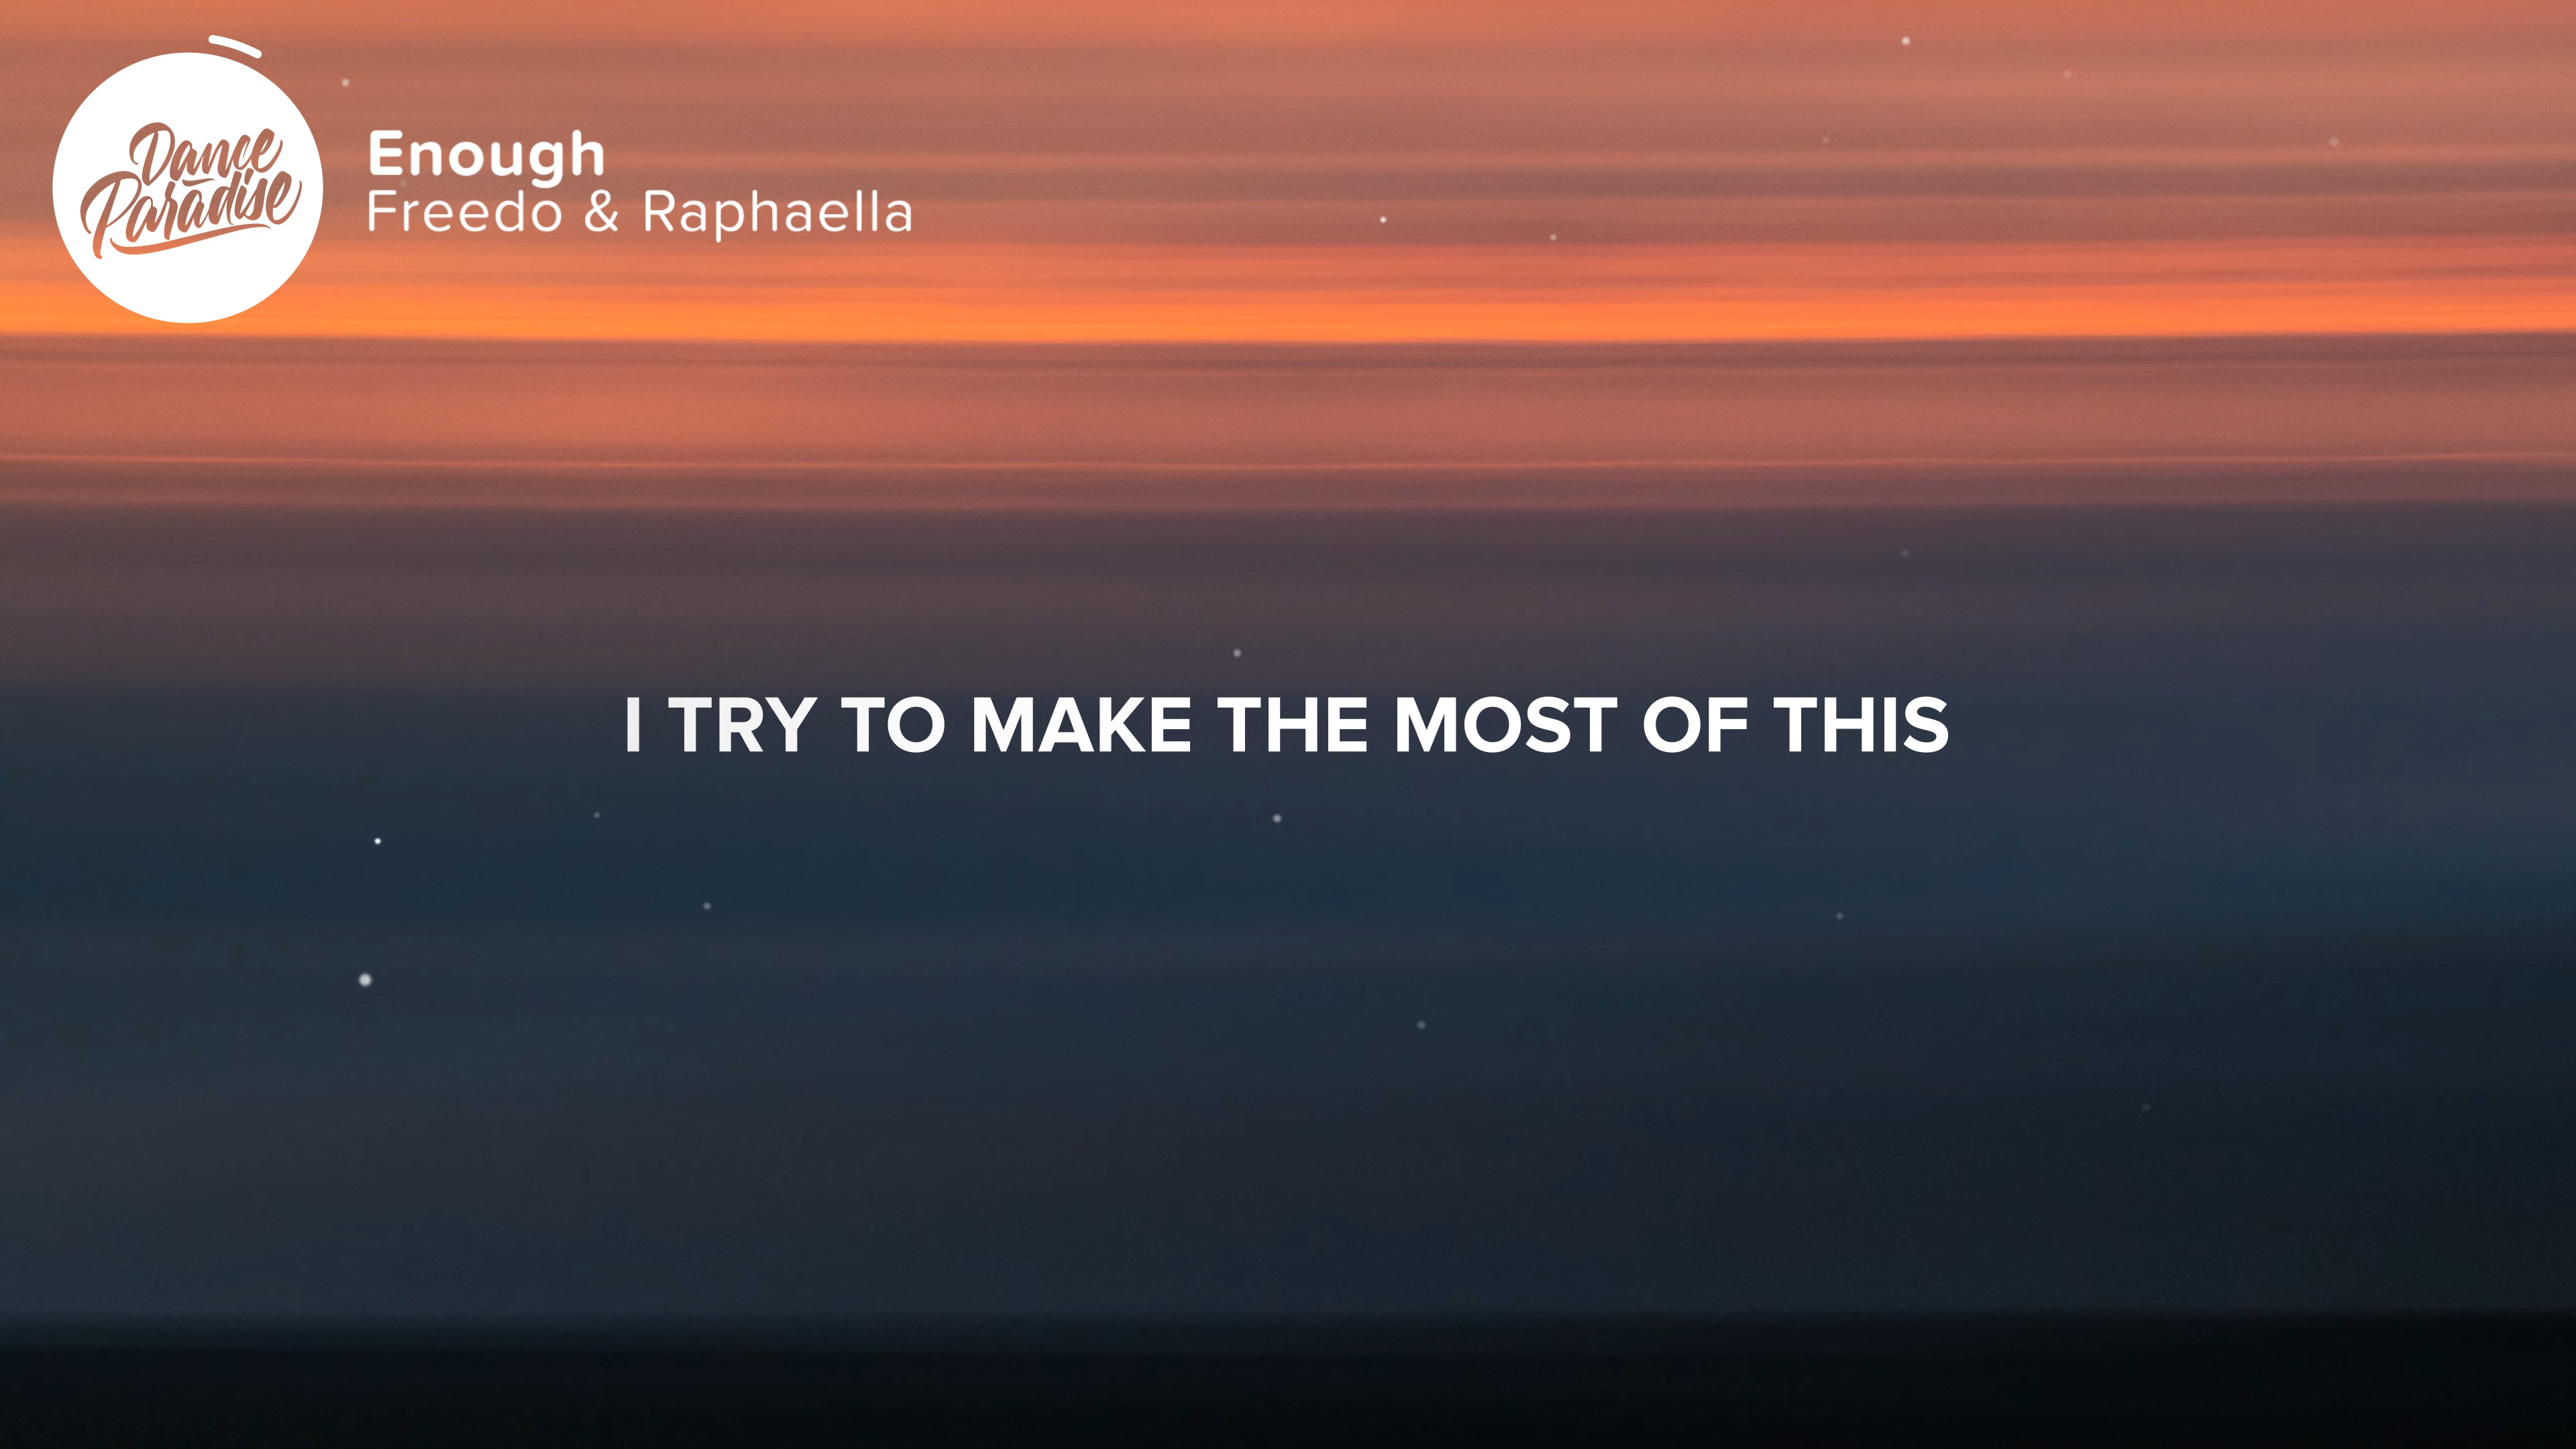 Dance
Paradise
Enough
Freedo & Raphaella
I TRY TO MAKE THE MOST OF THIS